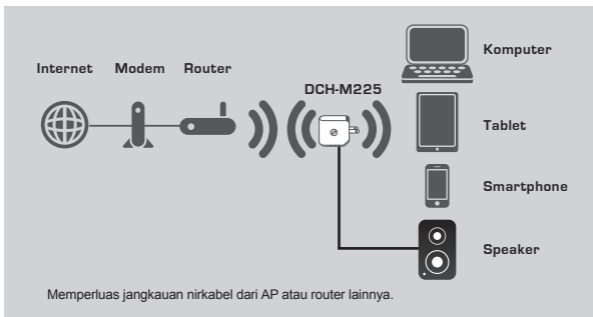 Internet
Modem
Router
DCH-M225
Komputer
Tablet
Smartphone
Speaker
Memperluas jangkauan nirkabel dari AP atau router lainnya.